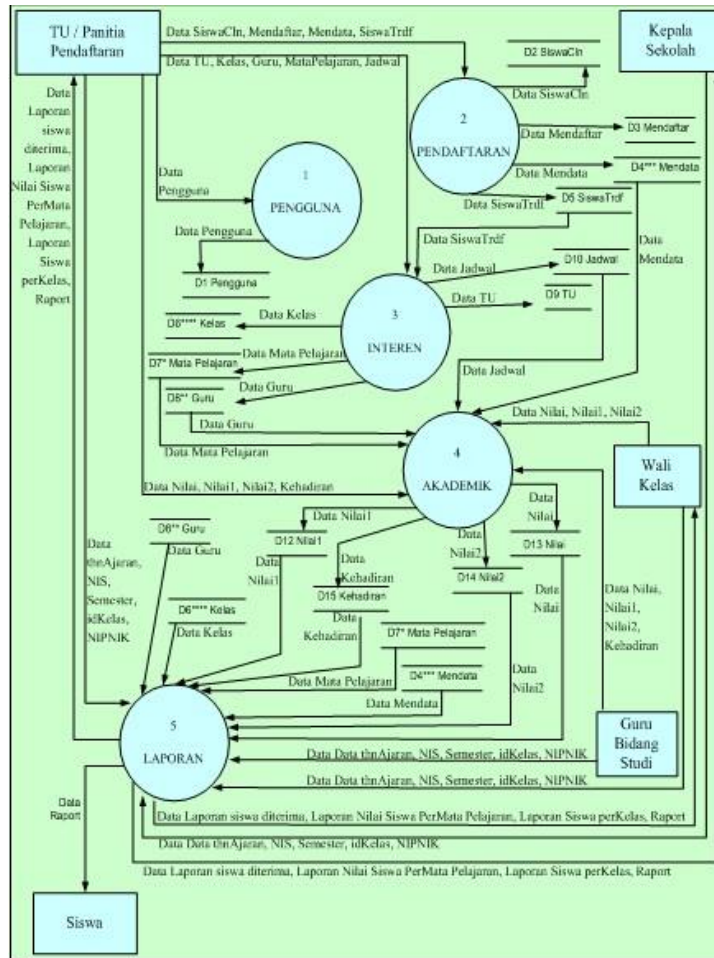 TU / Panitia
Pendaftaran
Kepala
Sekolah
Data SiswaCln, Mendaftar, Mendata, SiswaTrdf
Data TU, Kelas, Guru, MataPelajaran, Jadwal
D2 SiswaCln
Data SiswaCln
2
PENDAFTARAN
Data Mendaftar
D3 Mendaftar
Data Mendata
D4*** Mendata
Data SiswaTrdf
D5 SiswaTrdf
Data
Laporan
siswa
diterima,
Laporan
Nilai Siswa
PerMata
Pelajaran,
Laporan
Siswa
perKelas,
Raport
Data
Pengguna
1
PENGGUNA
Data Pengguna
D1 Pengguna
Data SiswaTrdf
Data
Mendata
Data Jadwal
D10 Jadwal
Data TU
D9 TU
3
INTEREN
Data Kelas
D6**** Kelas
Data Mata Pelajaran
D7* Mata Pelajaran
Data Guru
D8** Guru
Data Guru
Data Mata Pelajaran
Data Jadwal
Data Nilai, Nilai1, Nilai2
4
AKADEMIK
Wali
Kelas
Data Nilai, Nilai1, Nilai2, Kehadiran
Data Nilai1
D12 Nilai1
Data
Nilai1
Data
Kehadiran
D15 Kehadiran
Data
Kehadiran
Data
Nilai2
D14 Nilai2
Data
Nilai2
Data
Nilai
D13 Nilai
Data
Nilai
Data Nilai,
Nilai1,
Nilai2,
Kehadiran
Data
thnAjaran,
NIS,
Semester,
idKelas,
NIPNIK
Data Guru
D6**** Kelas
Data Kelas
D7* Mata Pelajaran
Data Mata Pelajaran
D4*** Mendata
Data Mendata
5
LAPORAN
Guru
Bidang
Studi
Data Data thnAjaran, NIS, Semester, idKelas, NIPNIK
Data Data thnAjaran, NIS, Semester, idKelas, NIPNIK
Data Laporan siswa diterima, Laporan Nilai Siswa PerMata Pelajaran, Laporan Siswa perKelas, Raport
Data Data thnAjaran, NIS, Semester, idKelas, NIPNIK
Data Laporan siswa diterima, Laporan Nilai Siswa PerMata Pelajaran, Laporan Siswa perKelas, Raport
Data
Raport
Siswa